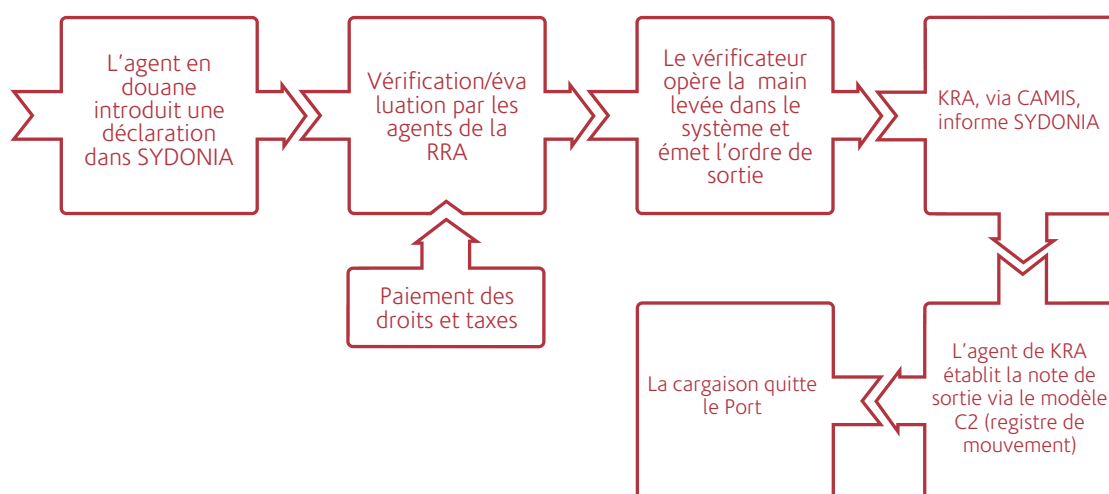 L'agent en
douane
introduit une
déclaration
dans SYDONIA
Vérification/éva
luation par les
agents de la
RRA
Le vérificateur
opère la main
levée dans le
système et
émet l'ordre de
sortie
KRA, via CAMIS,
informe SYDONIA
Paiement des
droits et taxes
L'agent de KRA
établit la note de
sortie via le modèle
C2 (registre de
mouvement)
La cargaison quitte
le Port